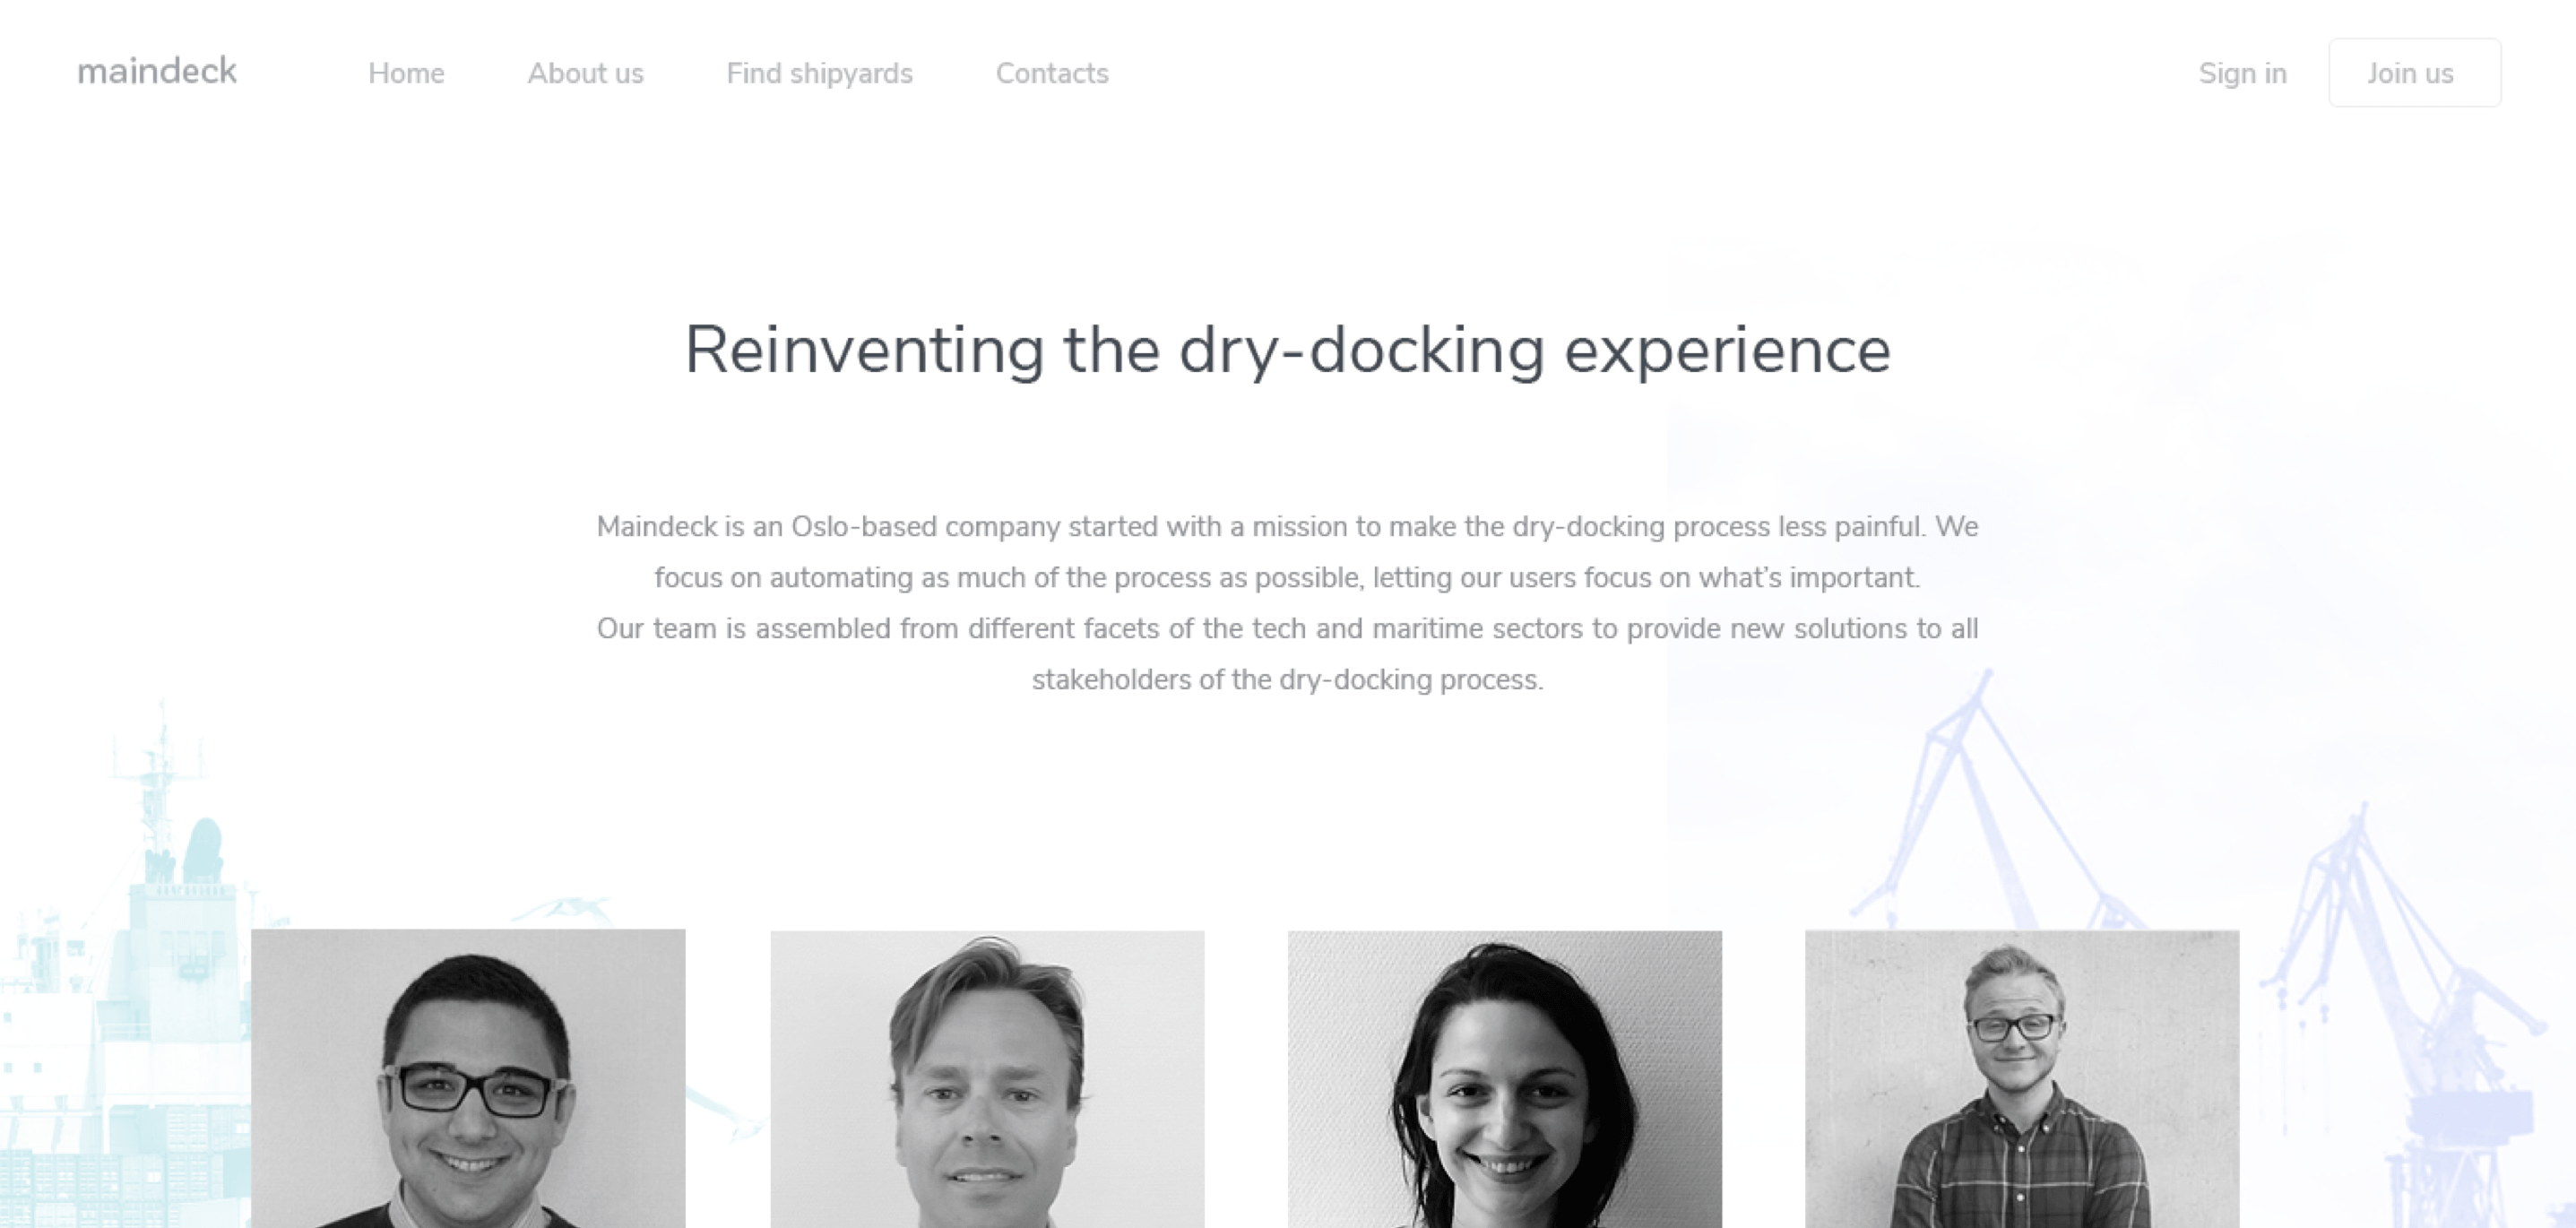 maindeck
Home
About us
Find shipyards
Contacts
Sign in
Join us
Reinventing the dry-docking experience
Maindeck is an Oslo-based company started with a mission to make the dry-docking process less painful. We
focus on automating as much of the process as possible, letting our users focus on what’s important.
Our team is assembled from different facets of the tech and maritime sectors to provide new solutions to all
stakeholders of the dry-docking process.